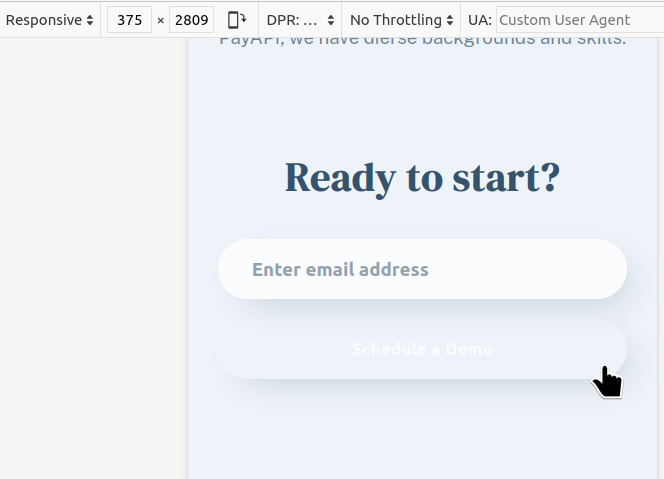 Responsive 375 × 2809 DPR: ... No Throttling UA: Custom User Agent
PayAPI, we have dierse backgrounds and skills.
Ready to start?
Enter email address
Schedule a Demo